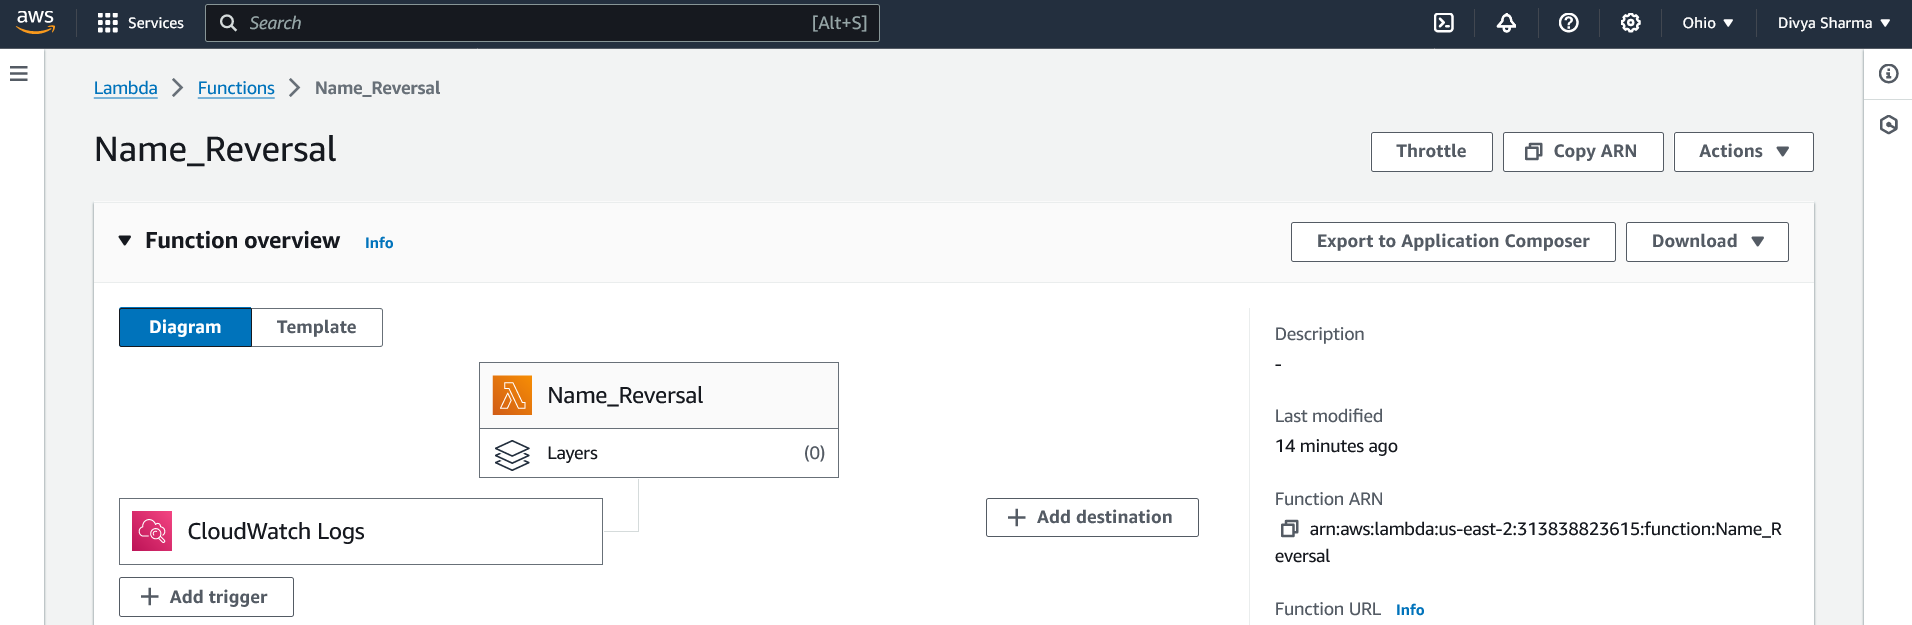 aws Services Search [Alt+S] Ohio Divya Sharma
Lambda Functions Name_Reversal
Name_Reversal
Throttle Copy ARN Actions
Function overview Info Export to Application Composer Download
Diagram Template
Name_Reversal
Layers (0)
CloudWatch Logs
Add trigger
Add destination
Description
-
Last modified
14 minutes ago
Function ARN
arn:aws:lambda:us-east-2:313838823615:function:Name_R
eversal
Function URL Info